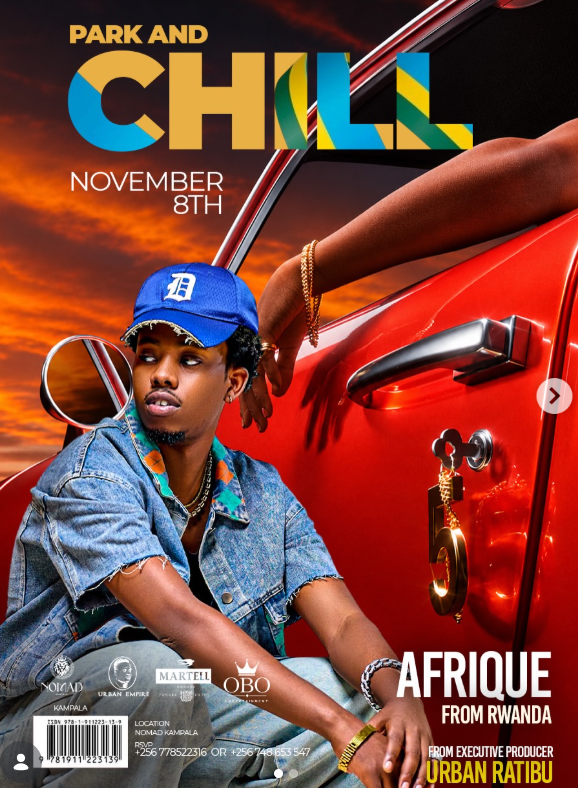 PARK AND
CHILL
NOVEMBER
8TH
D
5
NOMAD
KAMPALA
URBAN EMPIRE
MARTELL
OBO
AFRIQUE
FROM RWANDA
ISBN 978-1-911223-13-9
9 781911 223139
LOCATION
NOMAD KAMPALA
RSVP
+256 778522316 OR +256 748 653 547
FROM EXECUTIVE PRODUCER
URBAN RATIBU